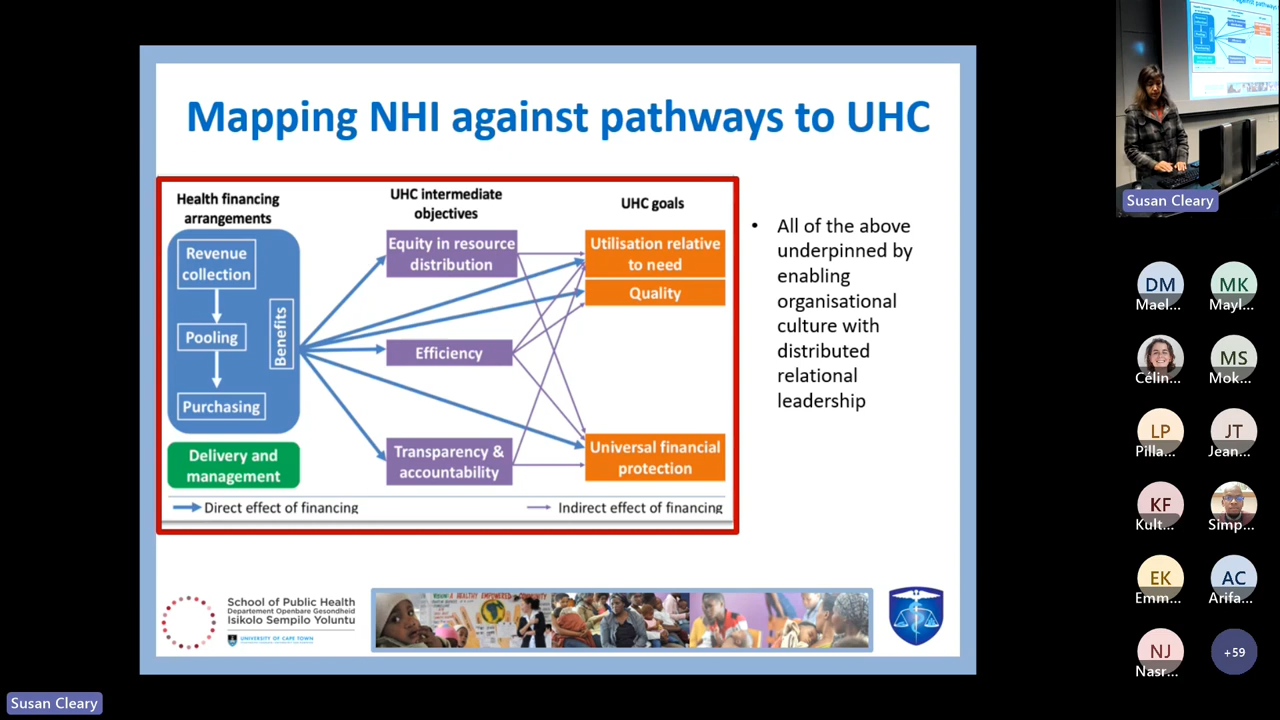 Mapping NHI against pathways to UHC
Health financing
arrangements
UHC intermediate
objectives
UHC goals
Revenue
collection
Pooling
Purchasing
Benefits
Delivery and
management
Equity in resource
distribution
Efficiency
Transparency &
accountability
Utilisation relative
to need
Quality
Universal financial
protection
Direct effect of financing
Indirect effect of financing
•
All of the above
underpinned by
enabling
organisational
culture with
distributed
relational
leadership
School of Public Health
Departement Openbare Gesondheid
Isikolo Sempilo Yoluntu
UNIVERSITY OF CAPE TOWN
Susan Cleary
DM
Mael...
MK
Mayl...
Célin...
MS
Mok...
LP
Pilla...
JT
Jean...
KF
Kult...
Simp...
EK
Emm...
AC
Arifa...
NJ
Nasr...
+59
Susan Cleary